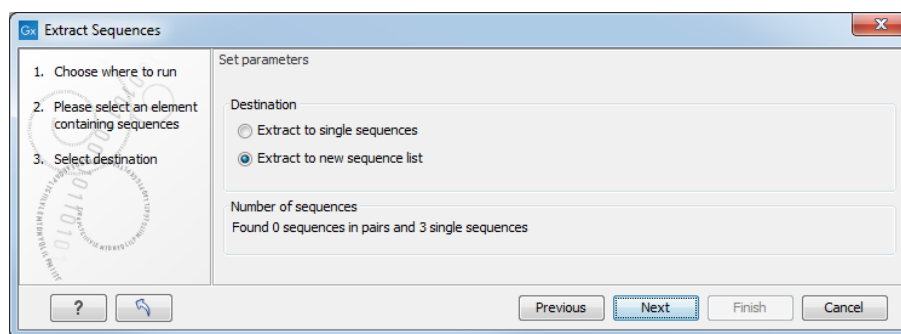 Gx Extract Sequences
1. Choose where to run
2. Please select an element
containing sequences
3. Select destination
Set parameters
Destination
Extract to single sequences
Extract to new sequence list
Number of sequences
Found 0 sequences in pairs and 3 single sequences
?
Previous
Next
Finish
Cancel